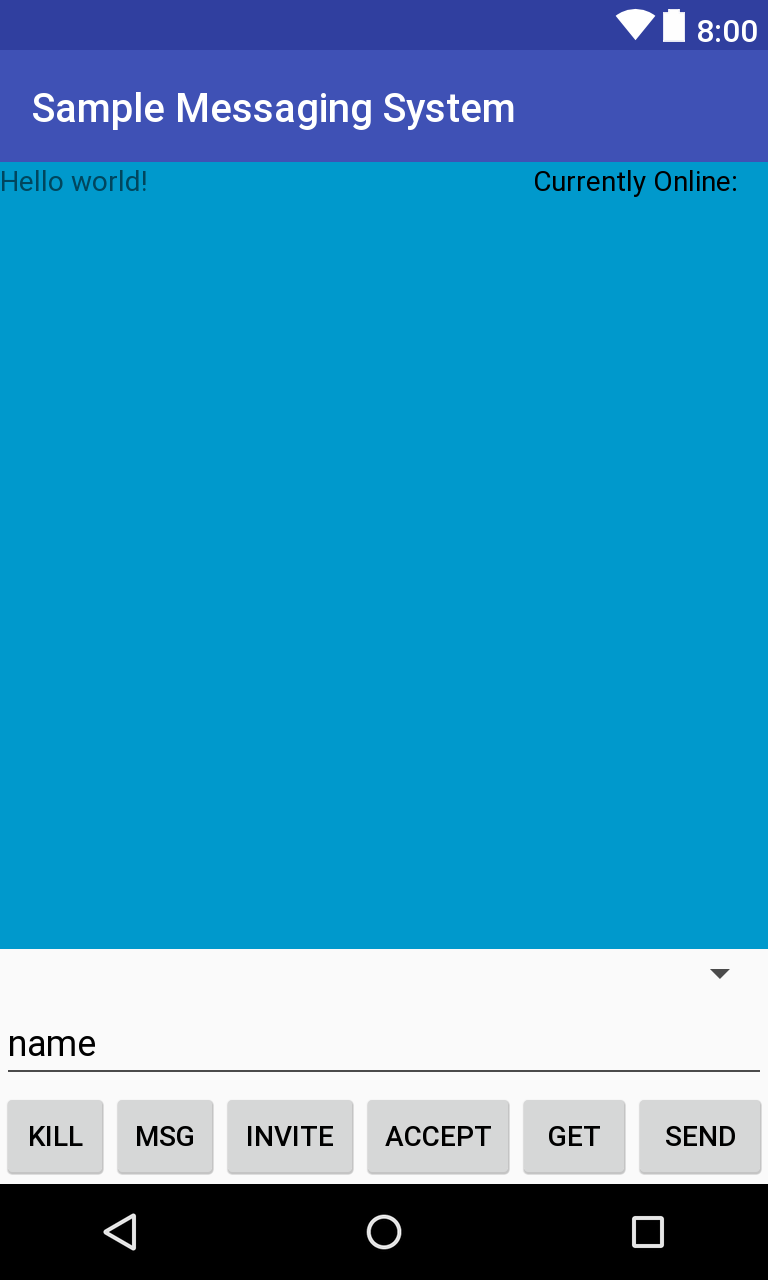 8:00
Sample Messaging System
Hello world! Currently Online:
name
KILL MSG INVITE ACCEPT GET SEND